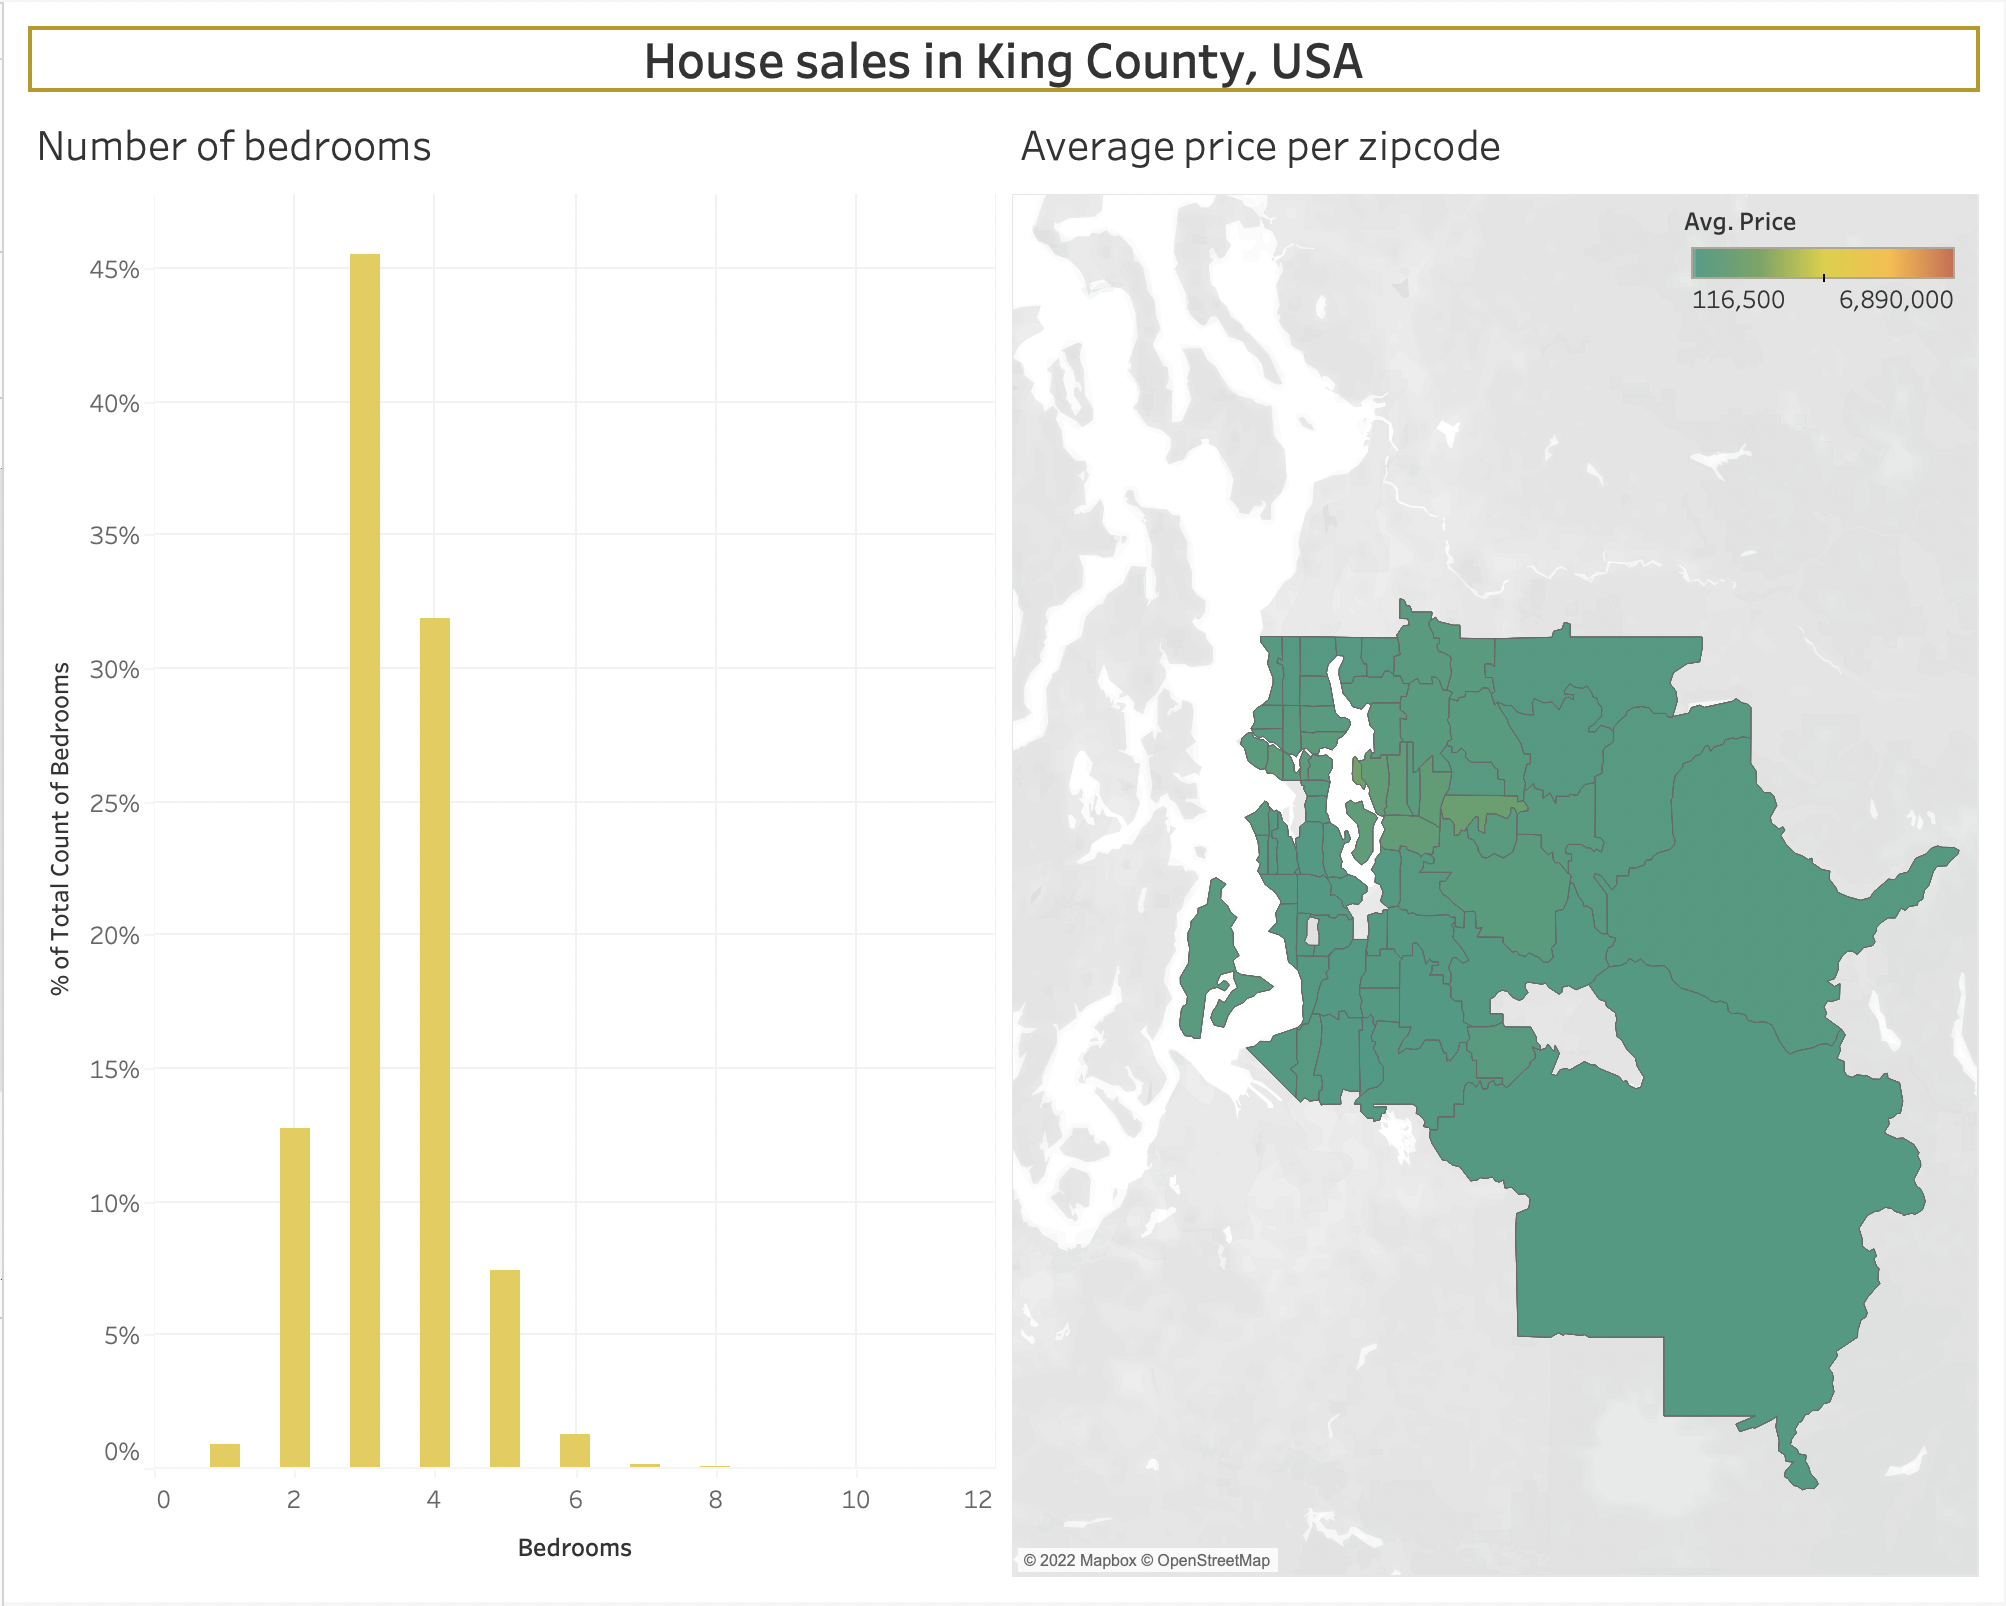 House sales in King County, USA
Number of bedrooms
% of Total Count of Bedrooms
45%
40%
35%
30%
25%
20%
15%
10%
5%
0%
0 2 4 6 8 10 12
Bedrooms
Average price per zipcode
Avg. Price
116,500 6,890,000
© 2022 Mapbox © OpenStreetMap